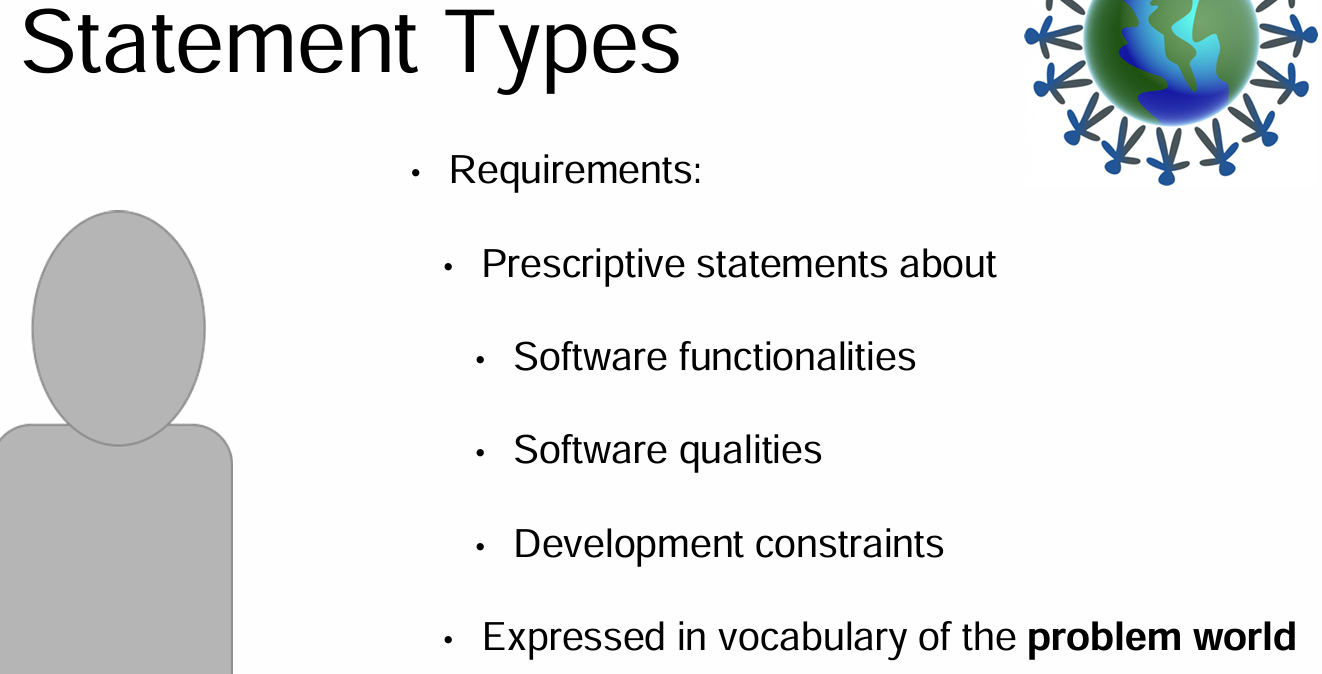 Statement Types
• Requirements:
• Prescriptive statements about
• Software functionalities
• Software qualities
• Development constraints
• Expressed in vocabulary of the problem world